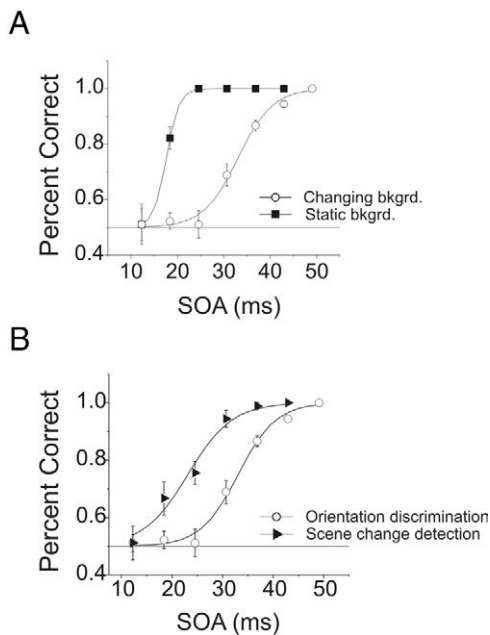 A
Percent Correct
1.0
0.8
0.6
0.4
Changing bkgrd.
Static bkgrd.
10 20 30 40 50
SOA (ms)
B
Percent Correct
1.0
0.8
0.6
0.4
Orientation discrimination
Scene change detection
10 20 30 40 50
SOA (ms)